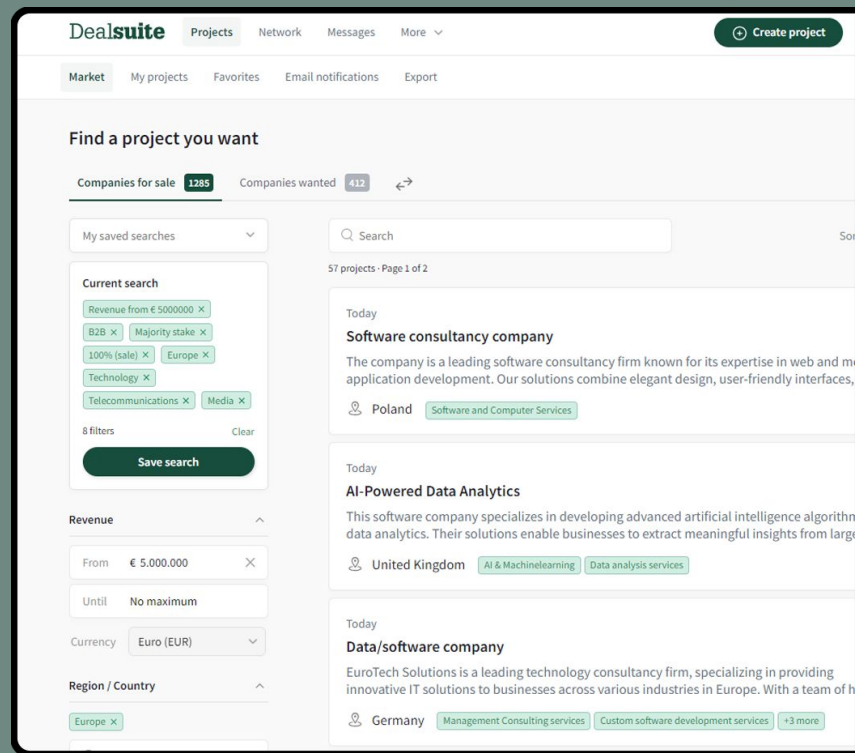 Dealsuite Projects Network Messages More Create project
Market My projects Favorites Email notifications Export
Find a project you want
Companies for sale 1285 Companies wanted 412
My saved searches
Current search
Revenue from € 5000000 ×
B2B × Majority stake ×
100% (sale) × Europe ×
Technology ×
Telecommunications × Media ×
8 filters Clear
Save search
Revenue
From € 5.000.000
Until No maximum
Currency Euro (EUR)
Region / Country
Europe ×
Search
57 projects · Page 1 of 2
Today
Software consultancy company
The company is a leading software consultancy firm known for its expertise in web and
application development. Our solutions combine elegant design, user-friendly interfaces,
Poland Software and Computer Services
Today
AI-Powered Data Analytics
This software company specializes in developing advanced artificial intelligence
data analytics. Their solutions enable businesses to extract meaningful insights from
United Kingdom AI & Machinelearning Data analysis services
Today
Data/software company
EuroTech Solutions is a leading technology consultancy firm, specializing in providing
innovative IT solutions to businesses across various industries in Europe. With a team of
Germany Management Consulting services Custom software development services +3 more